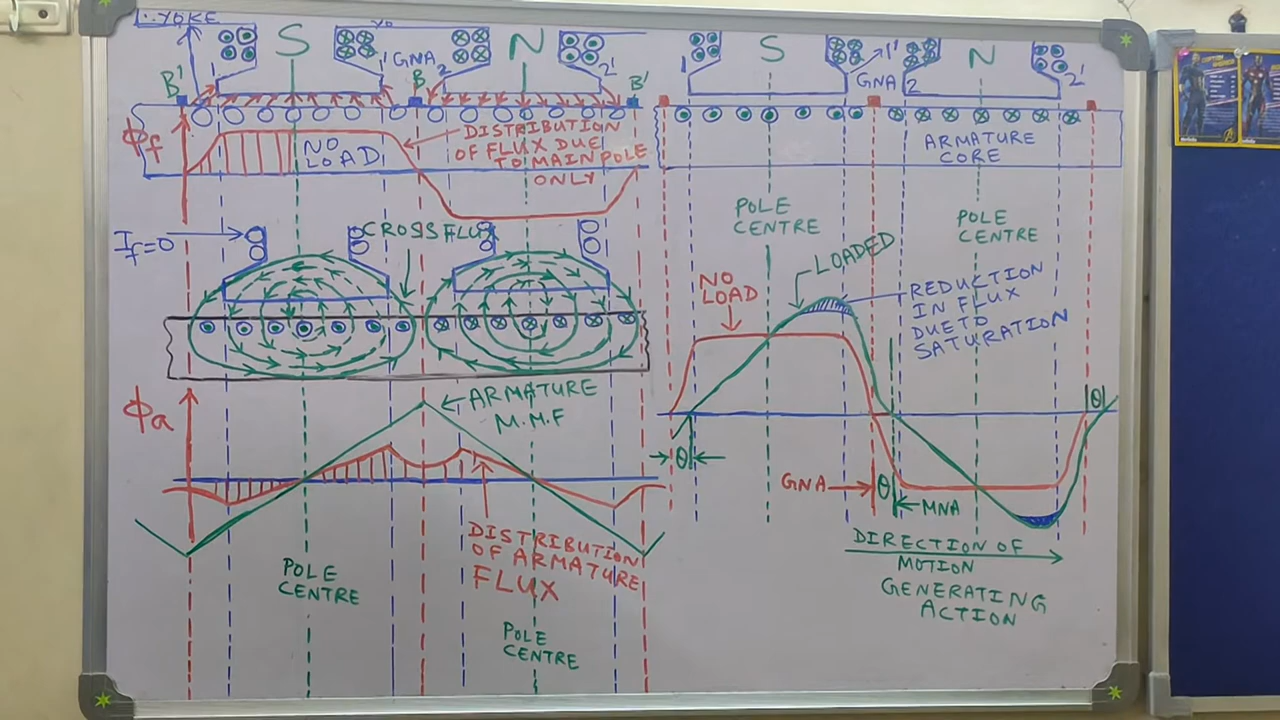 YOKE
S
N
B'
1'
GNA
B
2
2'
B'
Φf
NO
LOAD
DISTRIBUTION
OF FLUX DUE
TO MAIN POLE
ONLY
If=0
CROSS FLUX
Φa
ARMATURE
M.M.F
DISTRIBUTION
OF ARMATURE
FLUX
POLE
CENTRE
POLE
CENTRE
1
S
1'
GNA
2
N
2'
ARMATURE
CORE
POLE
CENTRE
POLE
CENTRE
NO
LOAD
LOADED
REDUCTION
IN FLUX
DUE TO
SATURATION
θ
θ
θ
GNA
MNA
DIRECTION OF
MOTION
GENERATING
ACTION